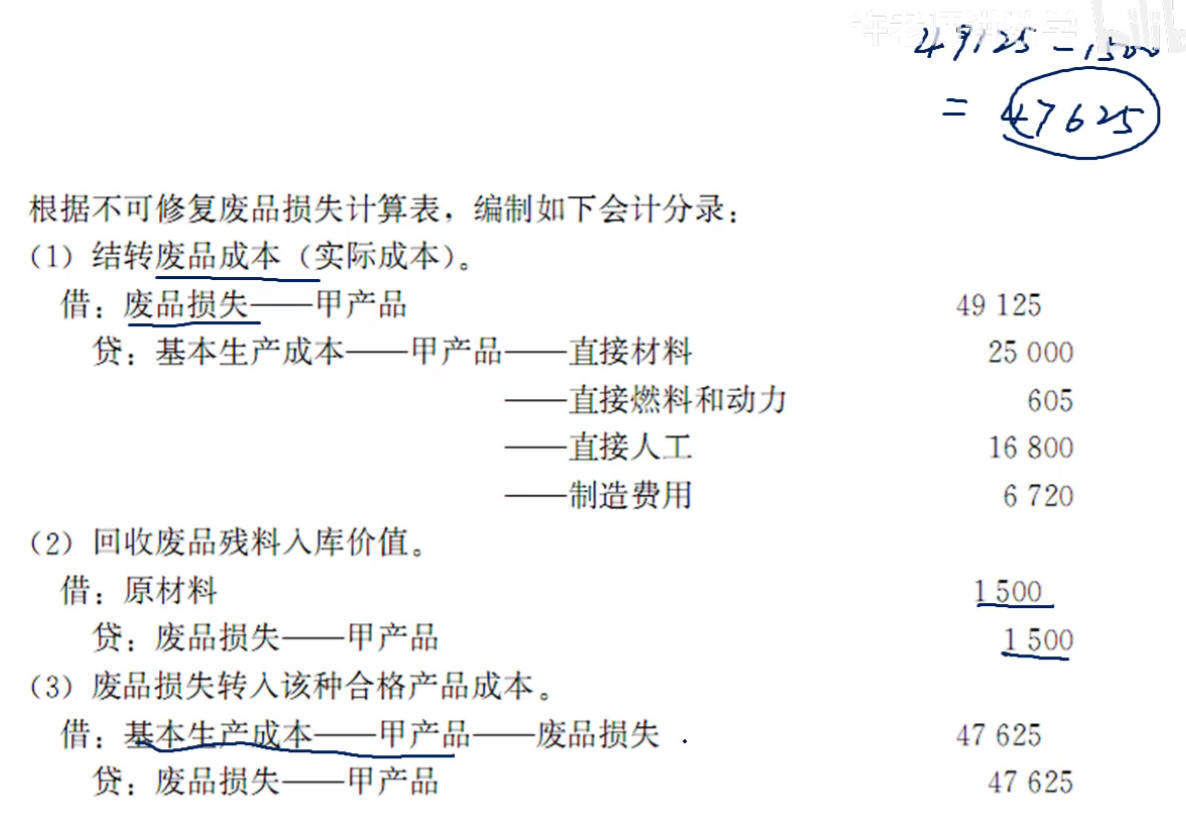 49125-1500
= 47625
根据不可修复废品损失计算表，编制如下会计分录：
（1）结转废品成本（实际成本）。
借：废品损失——甲产品 49 125
贷：基本生产成本——甲产品——直接材料 25 000
——直接燃料和动力 605
——直接人工 16 800
——制造费用 6 720
（2）回收废品残料入库价值。
借：原材料 1 500
贷：废品损失——甲产品 1 500
（3）废品损失转入该种合格产品成本。
借：基本生产成本——甲产品——废品损失 47 625
贷：废品损失——甲产品 47 625